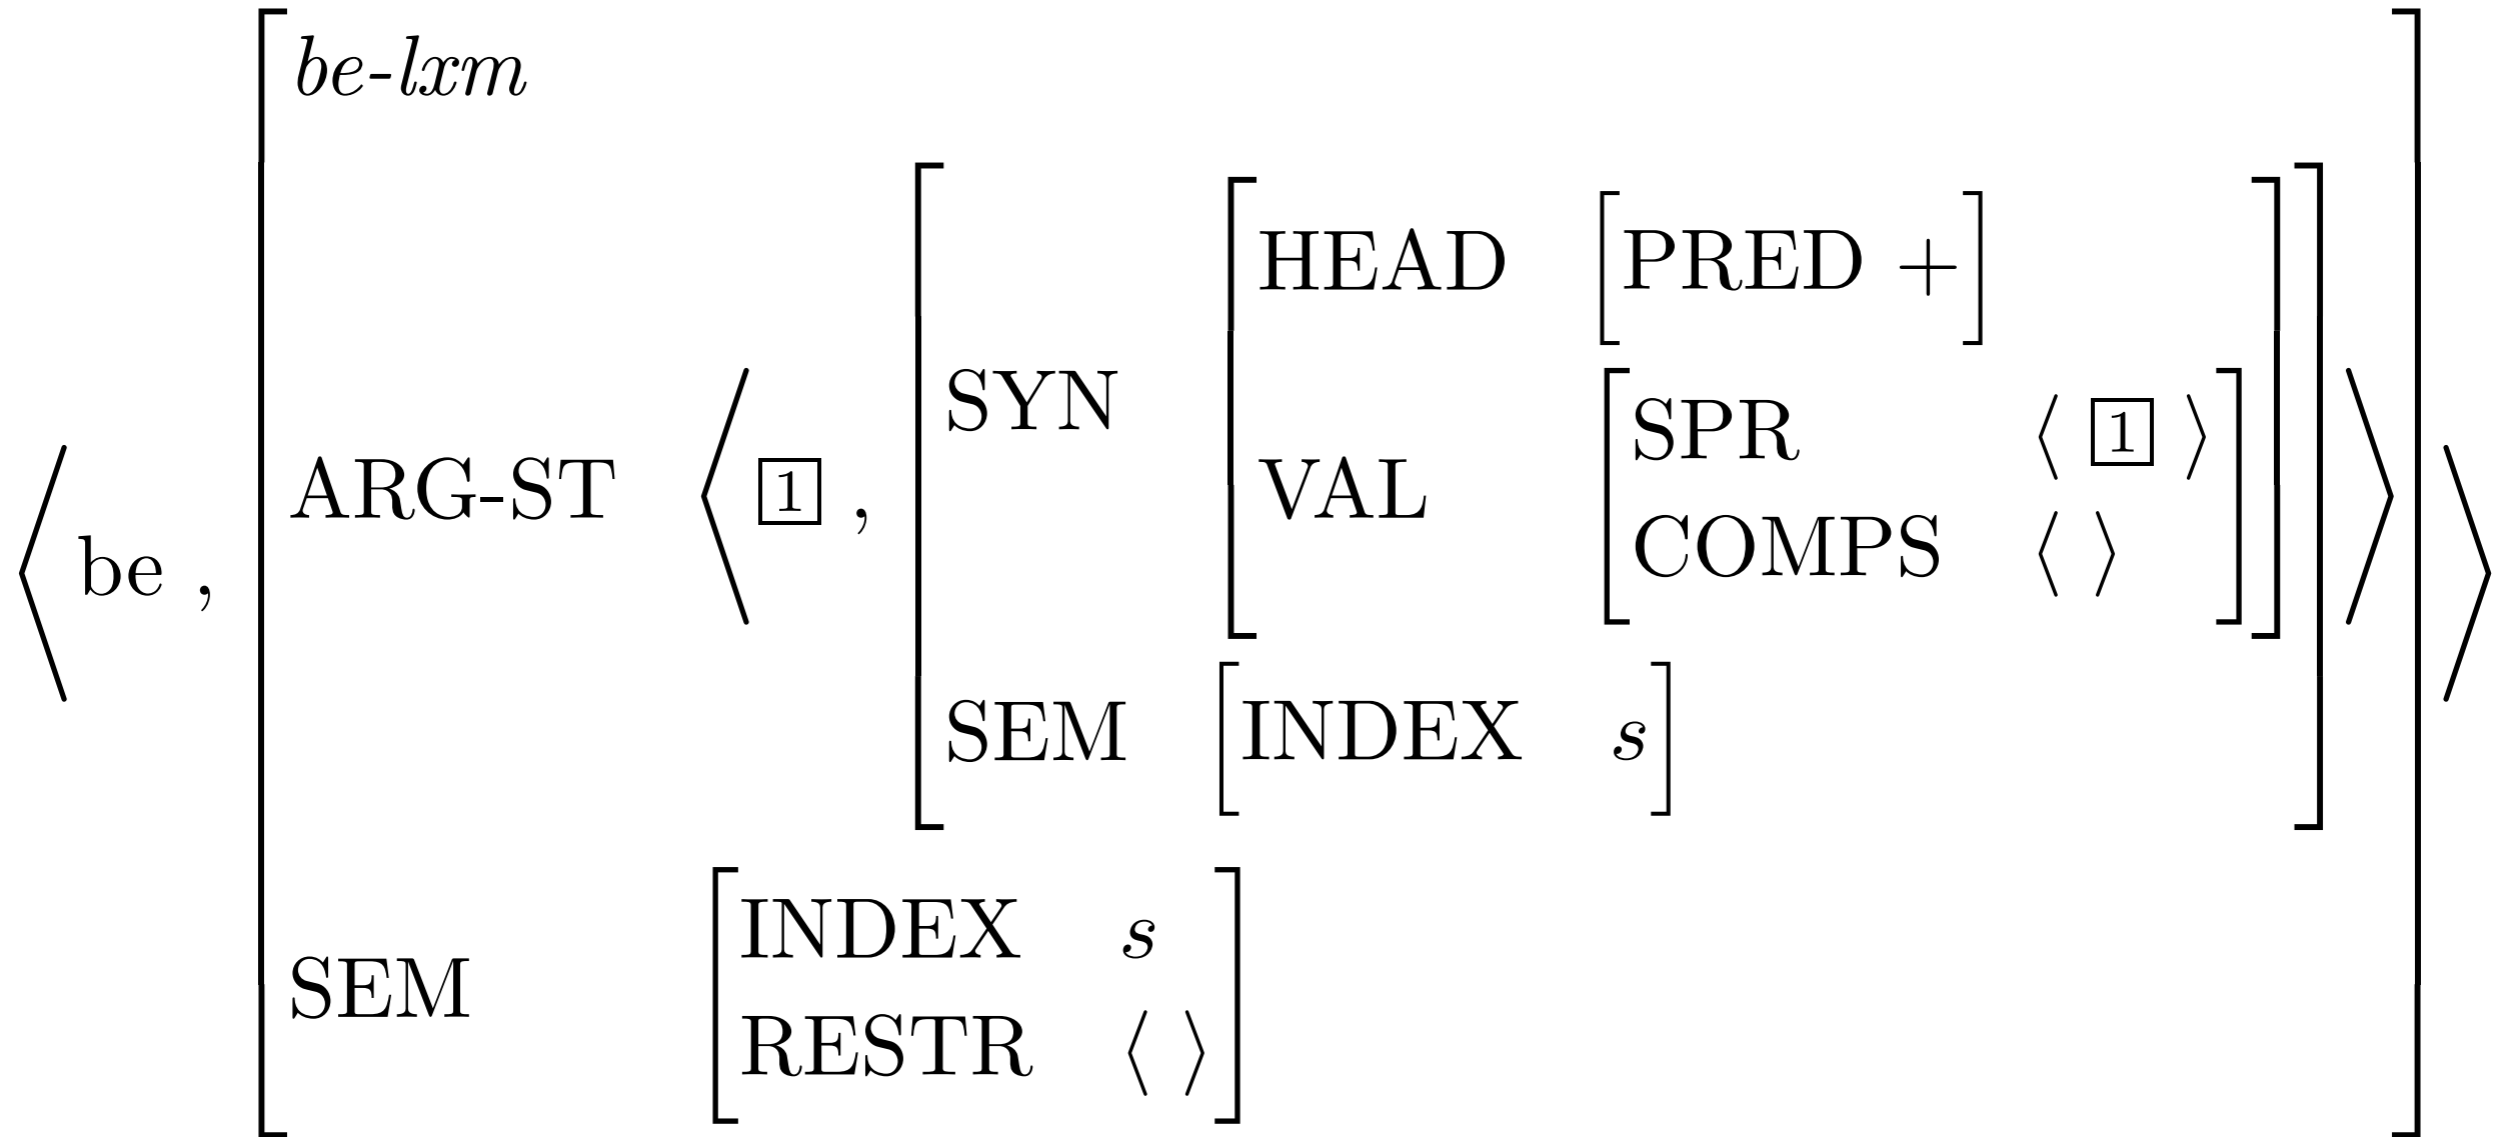 be-lxm
HEAD [PRED +]
SPR ⟨ 1 ⟩
SYN
VAL
ARG-ST ⟨ 1 ,
COMPS ⟨ ⟩
⟨ be ,
SEM [INDEX s]
INDEX s
SEM
RESTR ⟨ ⟩